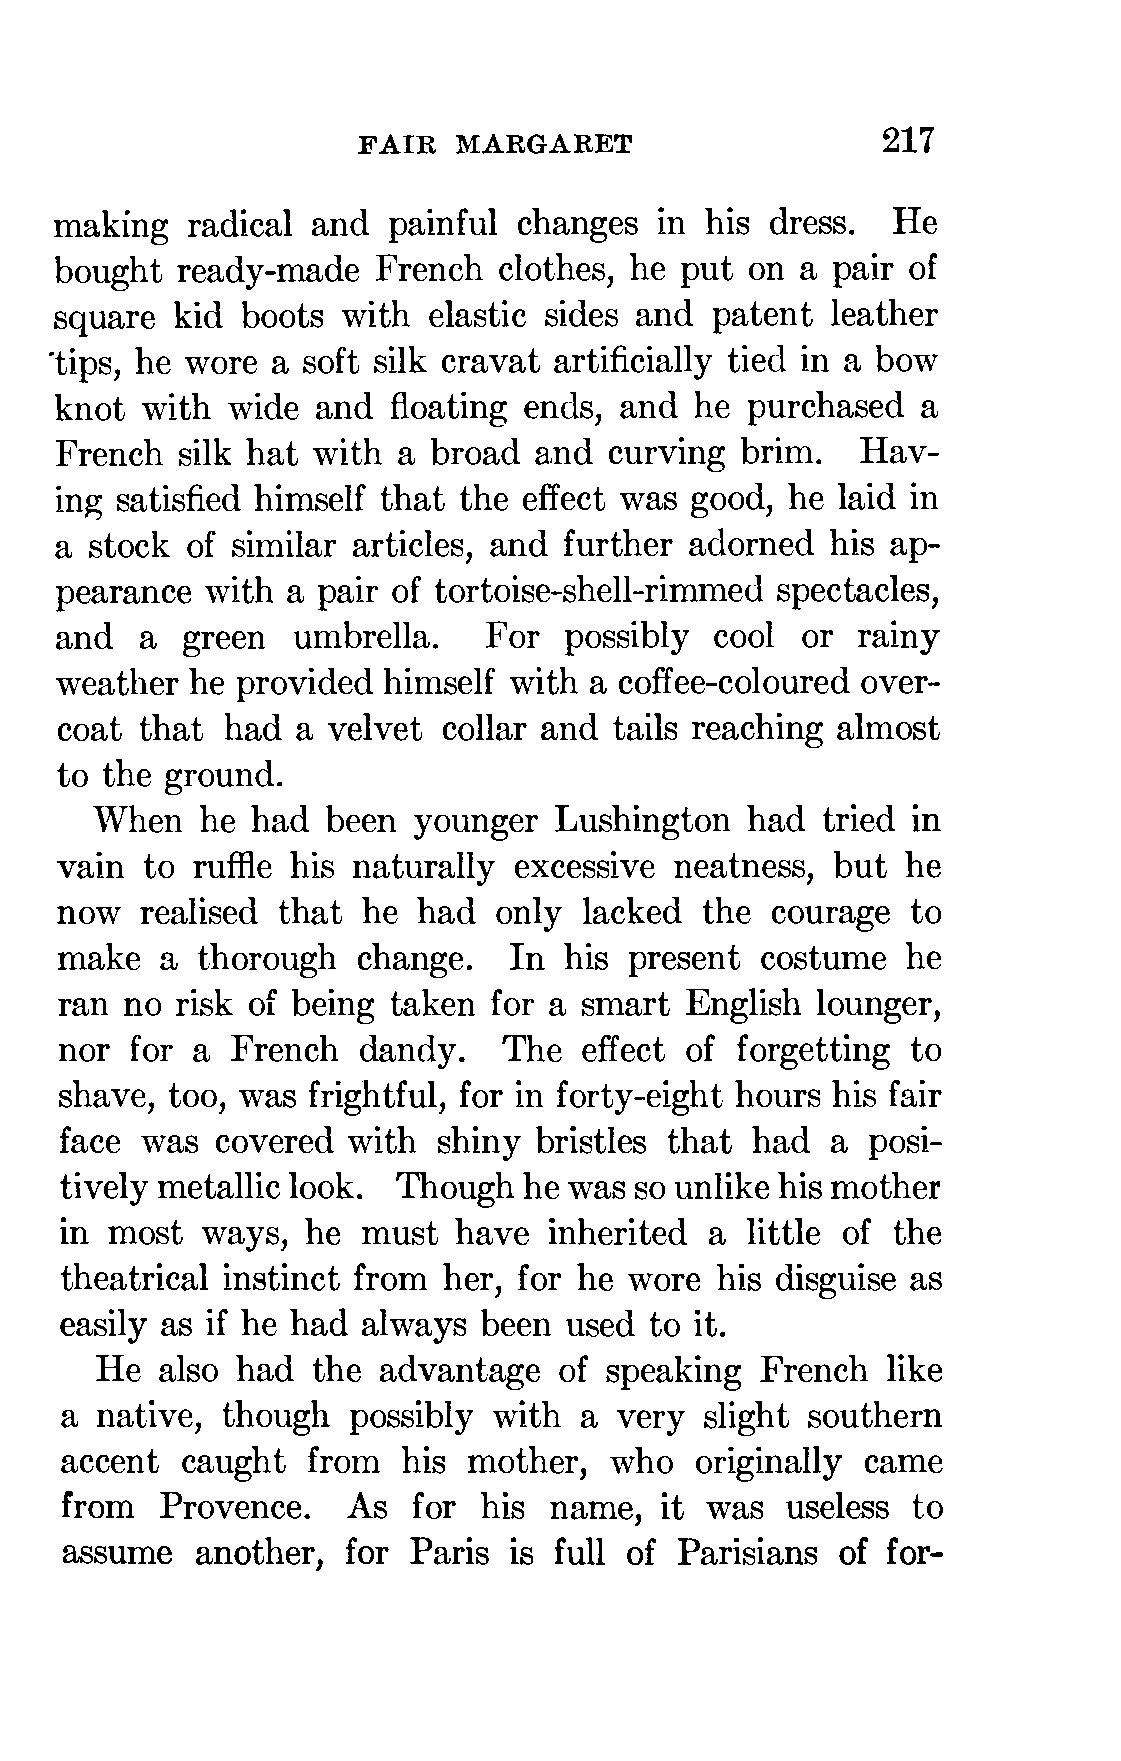 FAIR MARGARET 217
making radical and painful changes in his dress. He
bought ready-made French clothes, he put on a pair of
square kid boots with elastic sides and patent leather
tips, he wore a soft silk cravat artificially tied in a bow
knot with wide and floating ends, and he purchased a
French silk hat with a broad and curving brim. Hav-
ing satisfied himself that the effect was good, he laid in
a stock of similar articles, and further adorned his ap-
pearance with a pair of tortoise-shell-rimmed spectacles,
and a green umbrella. For possibly cool or rainy
weather he provided himself with a coffee-coloured over-
coat that had a velvet collar and tails reaching almost
to the ground.
When he had been younger Lushington had tried in
vain to ruffle his naturally excessive neatness, but he
now realised that he had only lacked the courage to
make a thorough change. In his present costume he
ran no risk of being taken for a smart English lounger,
nor for a French dandy. The effect of forgetting to
shave, too, was frightful, for in forty-eight hours his fair
face was covered with shiny bristles that had a posi-
tively metallic look. Though he was so unlike his mother
in most ways, he must have inherited a little of the
theatrical instinct from her, for he wore his disguise as
easily as if he had always been used to it.
He also had the advantage of speaking French like
a native, though possibly with a very slight southern
accent caught from his mother, who originally came
from Provence. As for his name, it was useless to
assume another, for Paris is full of Parisians of for-